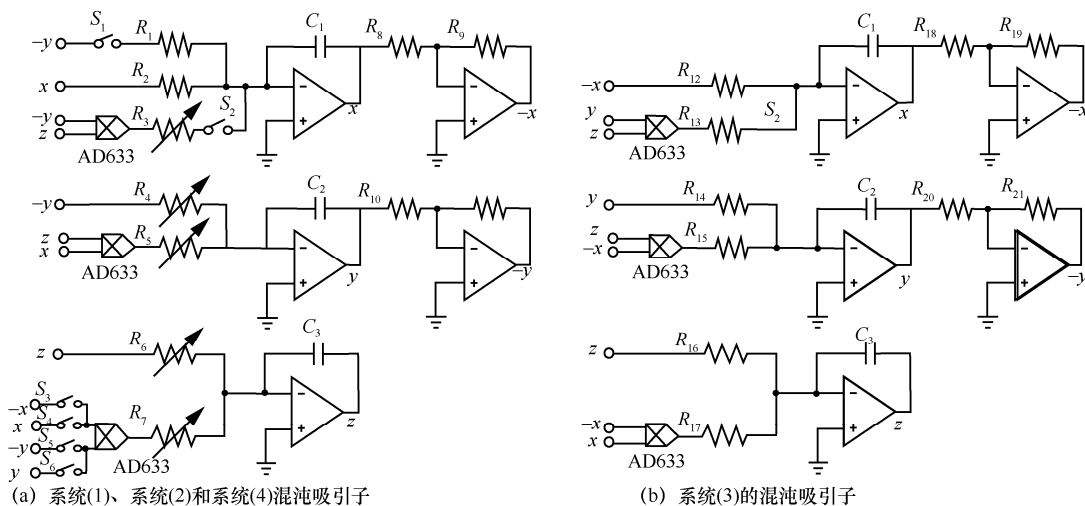 S1 R1 C1 R8 R9
−y
x R2
−y R3 S2 x −x
z
AD633
−y R4 C2 R10
z R5
x
AD633 y −y
z R6 C3
S3
−x
x S4 R7 z
−y S5
y S6 AD633
(a) 系统(1)、系统(2)和系统(4)混沌吸引子
C1 R18 R19
−x R12
y R13 S2 x −x
z
AD633
y R14 C2 R20 R21
z R15
−x
AD633 y −y
z R16 C3
−x R17 z
x
AD633
(b) 系统(3)的混沌吸引子